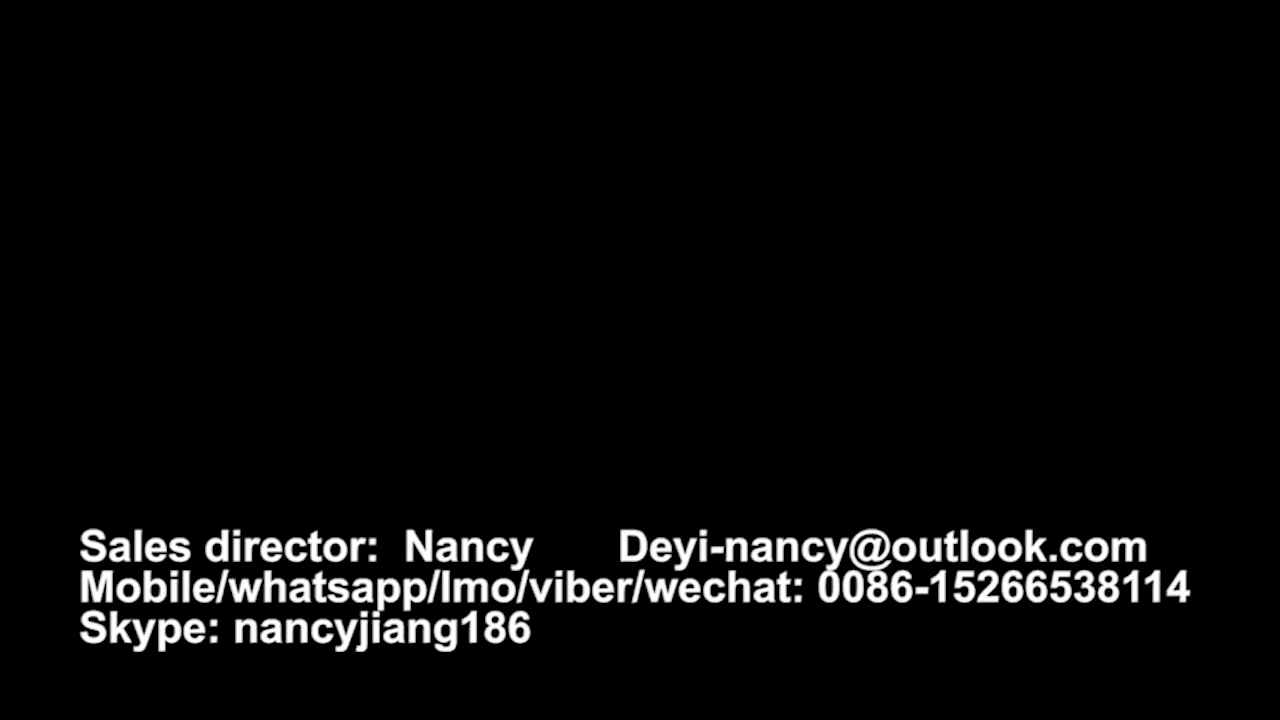 Sales director: Nancy Deyi-nancy@outlook.com
Mobile/whatsapp/Imo/viber/wechat: 0086-15266538114
Skype: nancyjiang186